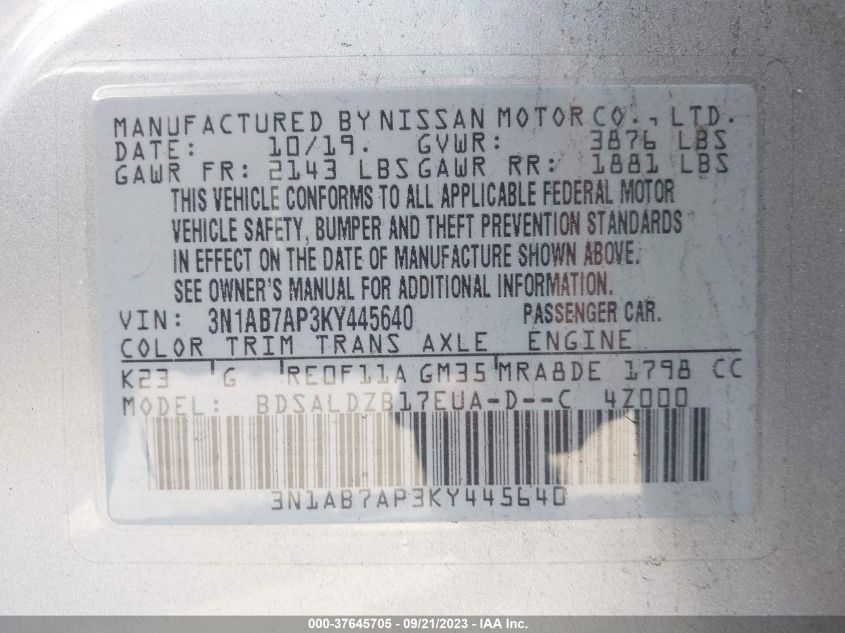 MANUFACTURED BY NISSAN MOTOR CO., LTD.
DATE: 10/19. GVWR: 3876 LBS
GAWR FR: 2143 LBS GAWR RR: 1881 LBS
THIS VEHICLE CONFORMS TO ALL APPLICABLE FEDERAL MOTOR
VEHICLE SAFETY, BUMPER AND THEFT PREVENTION STANDARDS
IN EFFECT ON THE DATE OF MANUFACTURE SHOWN ABOVE.
SEE OWNER'S MANUAL FOR ADDITIONAL INFORMATION.
VIN: 3N1AB7AP3KY445640 PASSENGER CAR.
COLOR TRIM TRANS AXLE ENGINE
K23 G RE0F11A GM35 MRA8DE 1798 CC
MODEL: BDSALDZB17EUA-D--C 4Z000
3N1AB7AP3KY445640
000-37645705 - 09/21/2023 - IAA Inc.